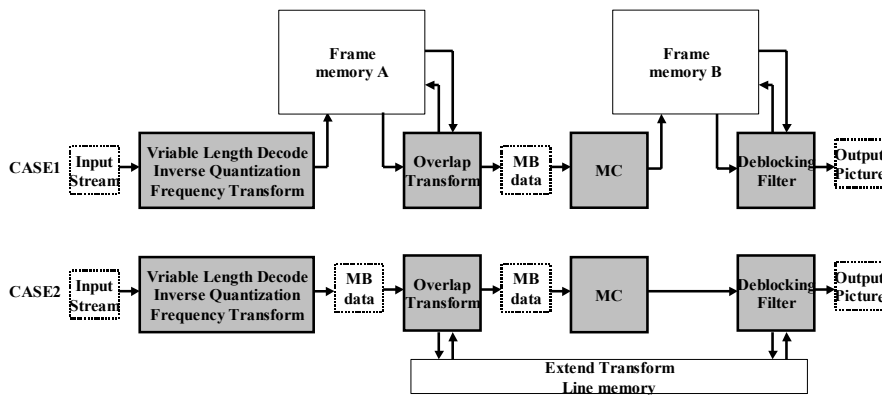 Frame
memory A
Frame
memory B
CASE1
Input
Stream
Vriable Length Decode
Inverse Quantization
Frequency Transform
Overlap
Transform
MB
data
MC
Deblocking
Filter
Output
Picture
CASE2
Input
Stream
Vriable Length Decode
Inverse Quantization
Frequency Transform
MB
data
Overlap
Transform
MB
data
MC
Deblocking
Filter
Output
Picture
Extend Transform
Line memory